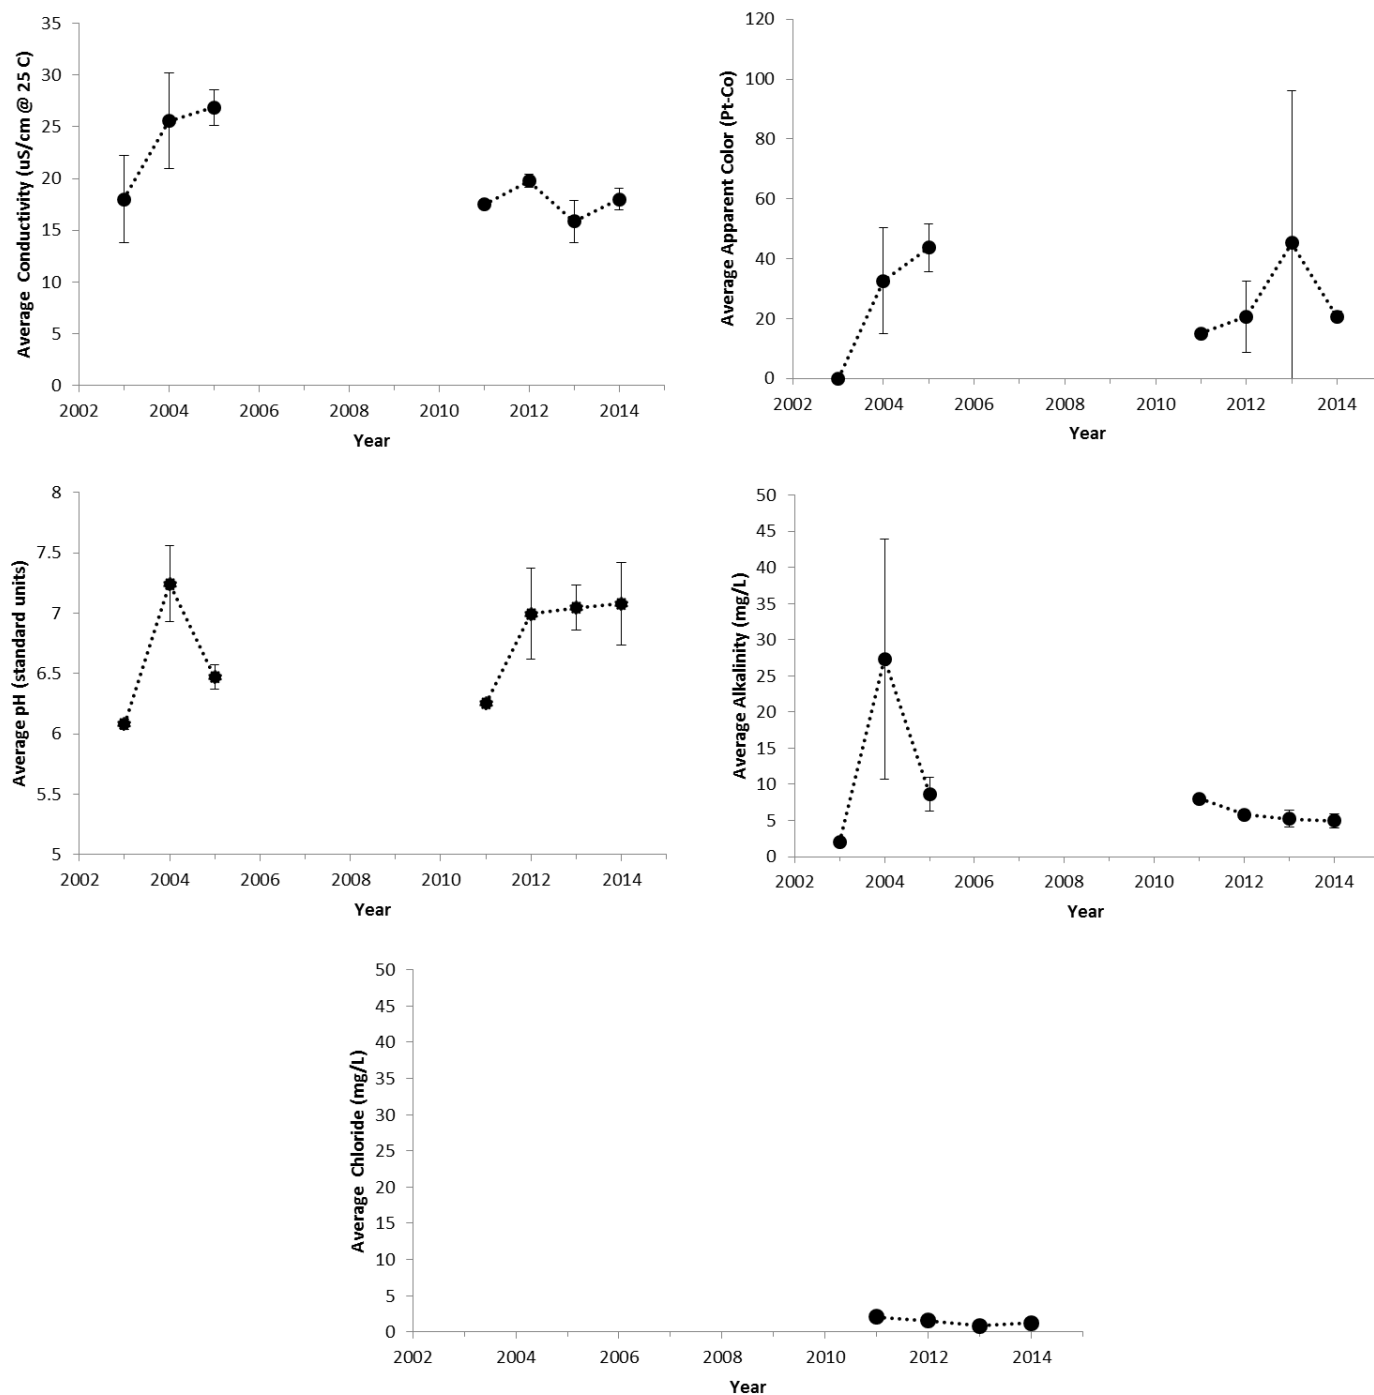 Average Conductivity (uS/cm @ 25 C)
35
30
25
20
15
10
5
0
2002 2004 2006 2008 2010 2012 2014
Year
Average Apparent Color (Pt-Co)
120
100
80
60
40
20
0
2002 2004 2006 2008 2010 2012 2014
Year
Average pH (standard units)
8
7.5
7
6.5
6
5.5
5
2002 2004 2006 2008 2010 2012 2014
Year
Average Alkalinity (mg/L)
50
45
40
35
30
25
20
15
10
5
0
2002 2004 2006 2008 2010 2012 2014
Year
Average Chloride (mg/L)
50
45
40
35
30
25
20
15
10
5
0
2002 2004 2006 2008 2010 2012 2014
Year